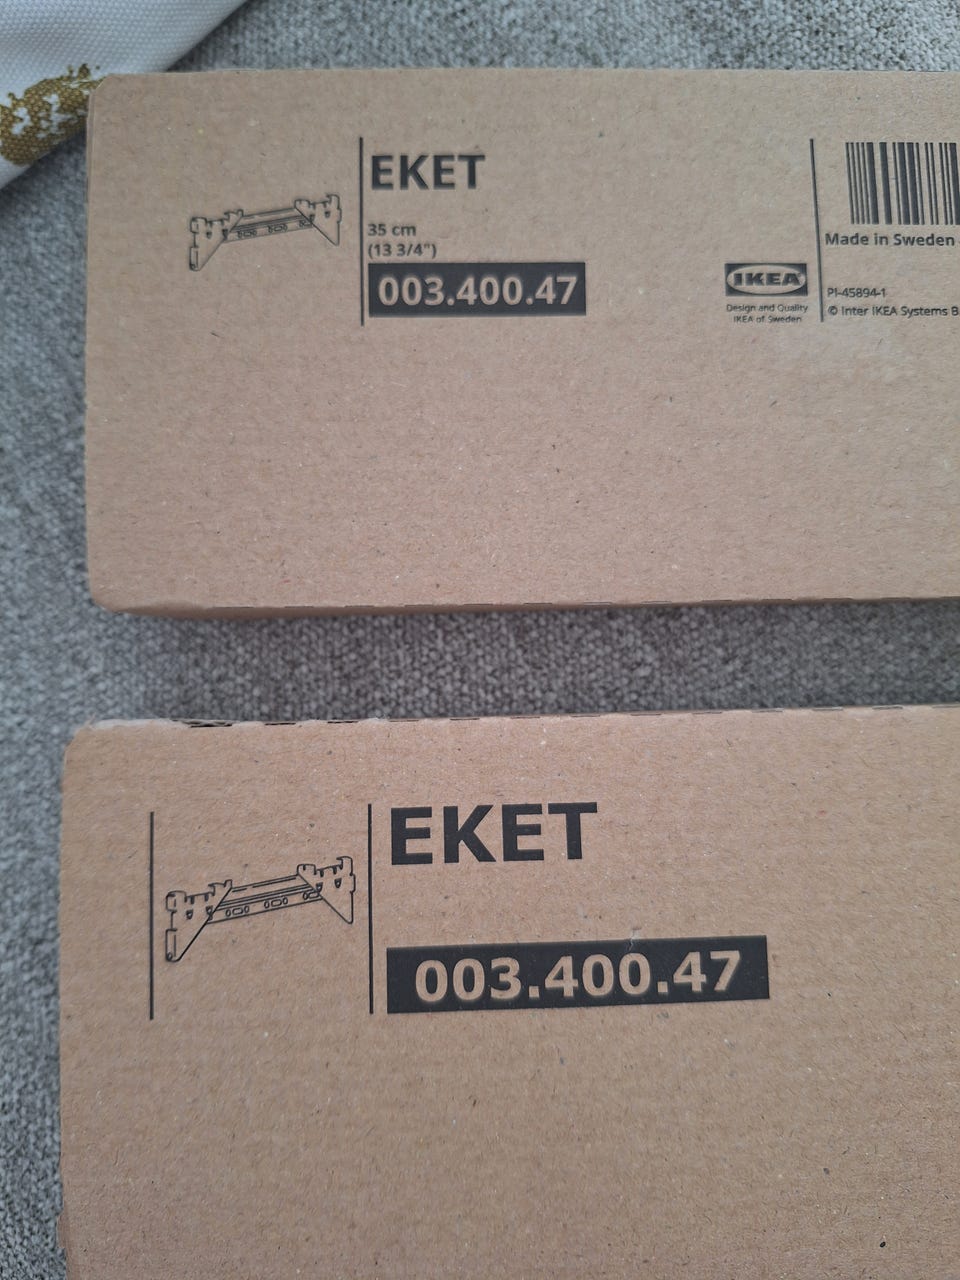 EKET
35 cm
(13 3/4")
003.400.47
IKEA
Design and Quality
IKEA of Sweden
Made in Sweden
PI-45894-1
© Inter IKEA Systems B
EKET
003.400.47